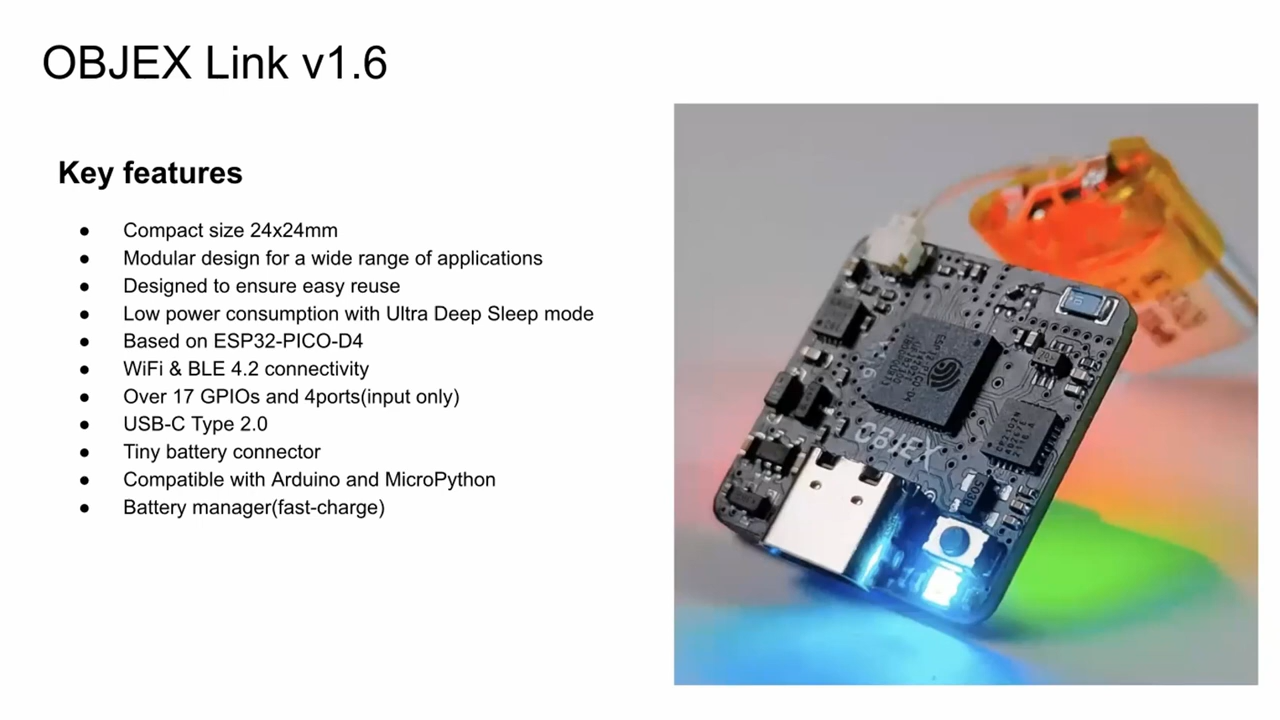 OBJEX Link v1.6
Key features
● Compact size 24x24mm
● Modular design for a wide range of applications
● Designed to ensure easy reuse
● Low power consumption with Ultra Deep Sleep mode
● Based on ESP32-PICO-D4
● WiFi & BLE 4.2 connectivity
● Over 17 GPIOs and 4ports(input only)
● USB-C Type 2.0
● Tiny battery connector
● Compatible with Arduino and MicroPython
● Battery manager(fast-charge)
OBJEX